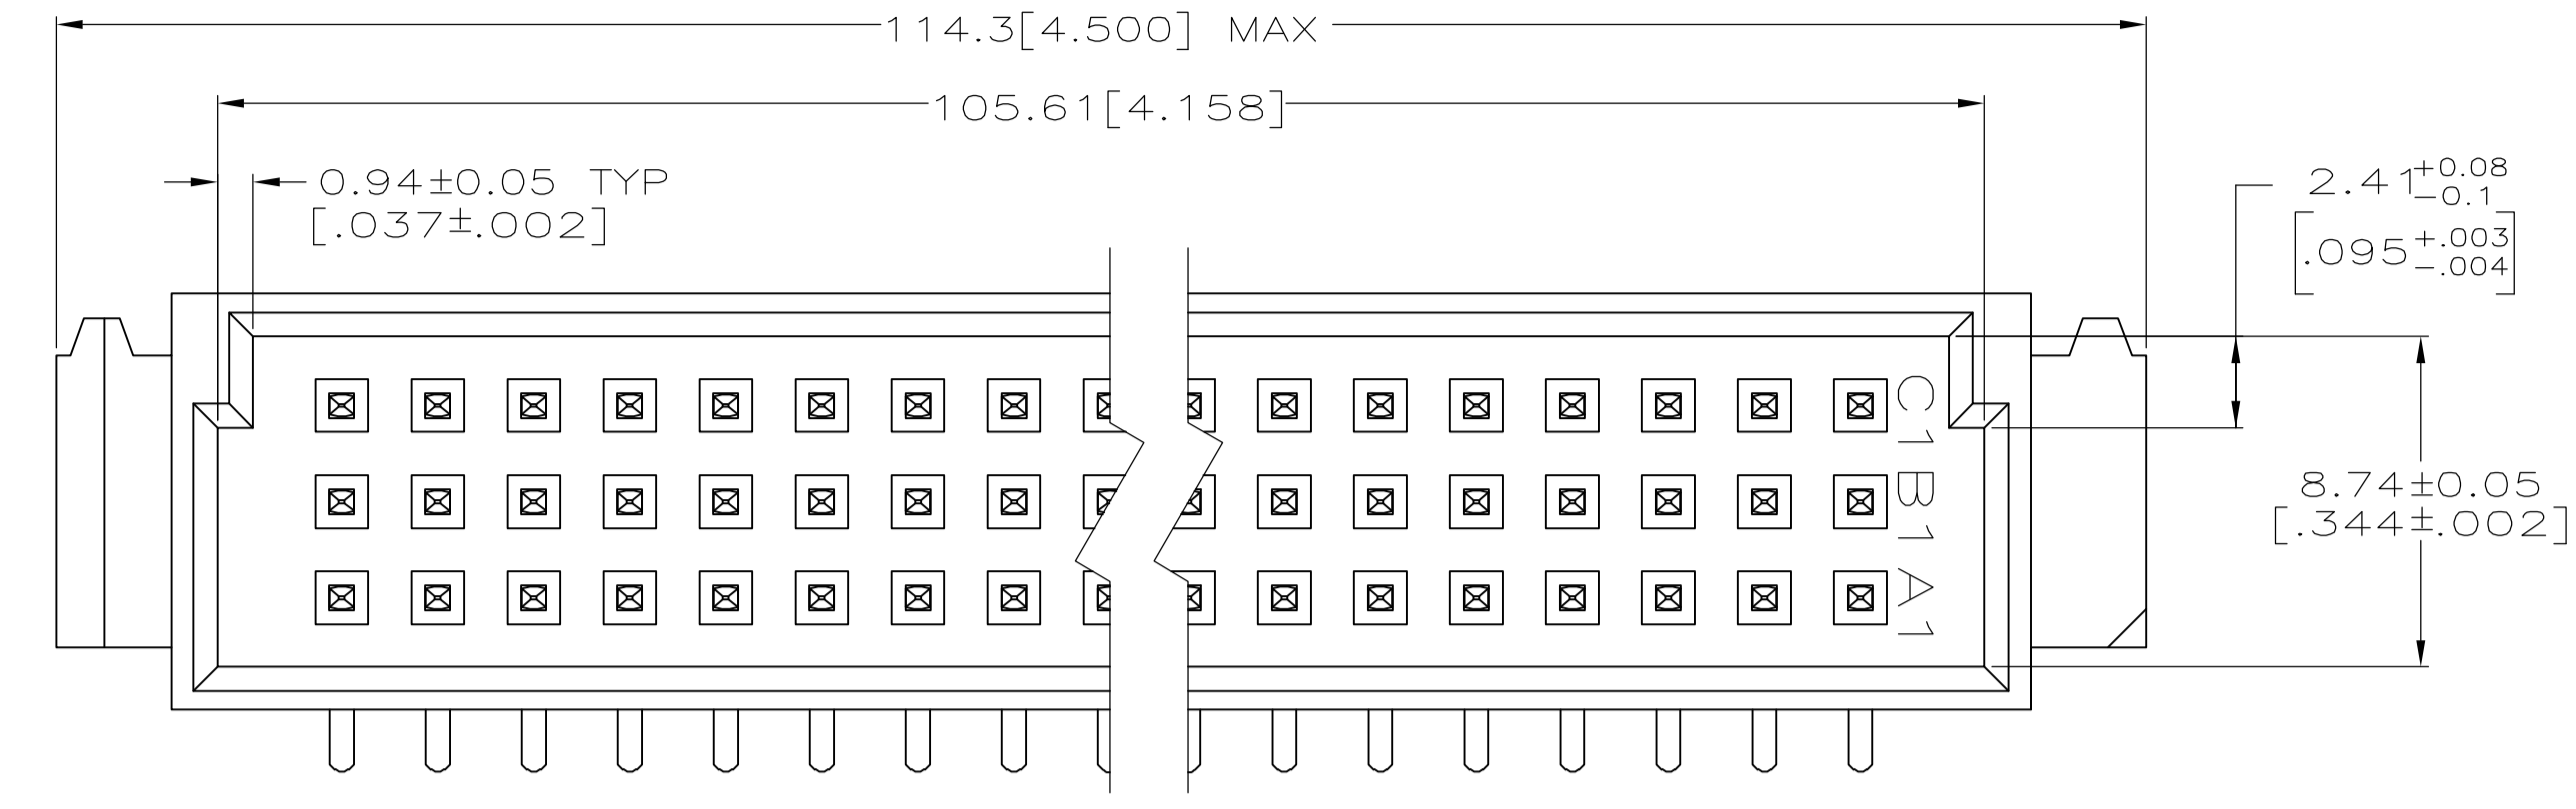 114.3[4.500] MAX
105.61[4.158]
0.94±0.05 TYP
[.037±.002]
2.41 +0.08
-0.1
[.095 +.003
-.004]
C1
B1
A1
8.74±0.05
[.344±.002]